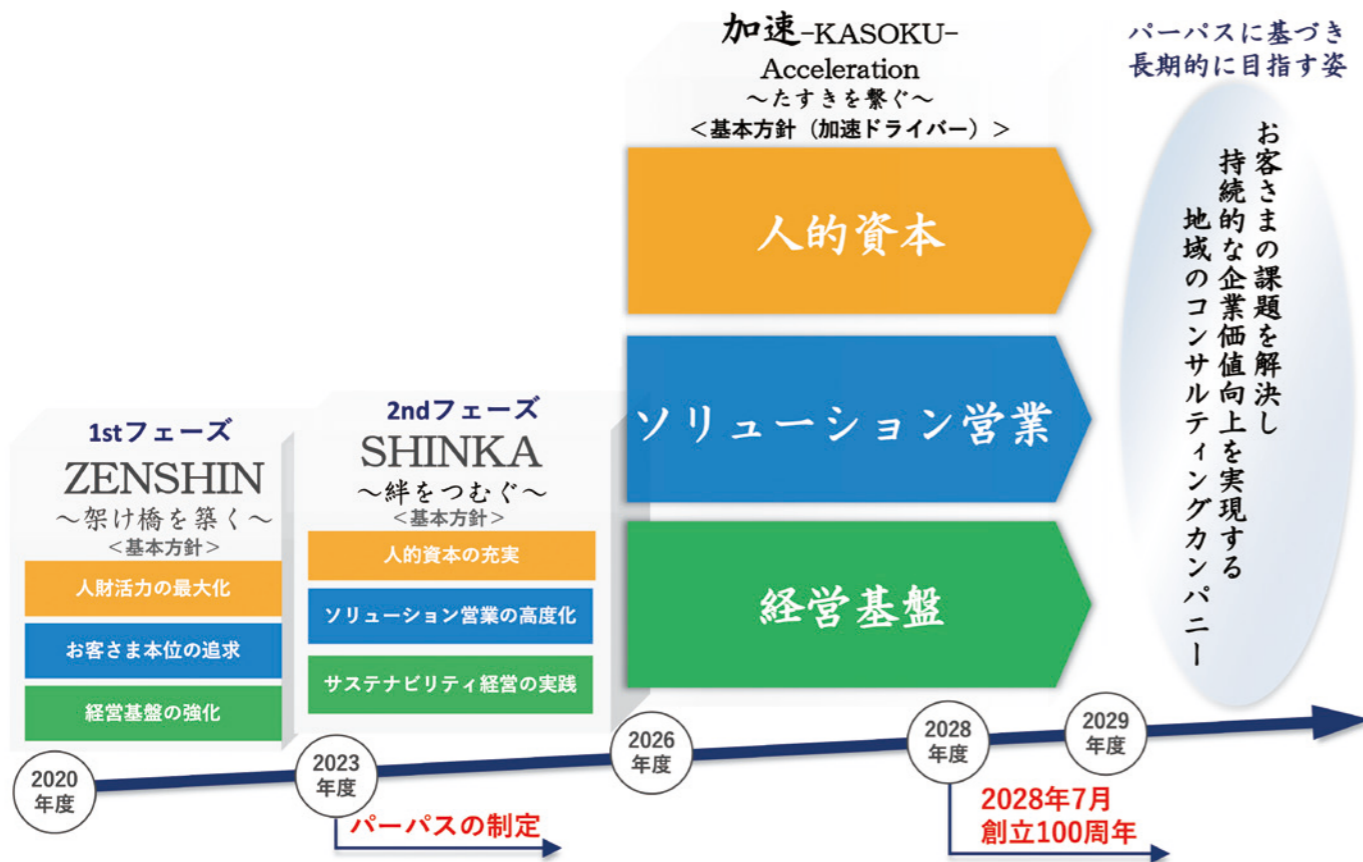 1stフェーズ
ZENSHIN
～架け橋を築く～
＜基本方針＞
人財活力の最大化
お客さま本位の追求
経営基盤の強化
2ndフェーズ
SHINKA
～絆をつむぐ～
＜基本方針＞
人的資本の充実
ソリューション営業の高度化
サステナビリティ経営の実践
加速-KASOKU-
Acceleration
～たすきを繋ぐ～
＜基本方針（加速ドライバー）＞
人的資本
ソリューション営業
経営基盤
パーパスに基づき
長期的に目指す姿
お客さまの課題を解決し
持続的な企業価値向上を実現する
地域のコンサルティングカンパニー
2020
年度
2023
年度
2026
年度
2028
年度
2029
年度
パーパスの制定
2028年7月
創立100周年